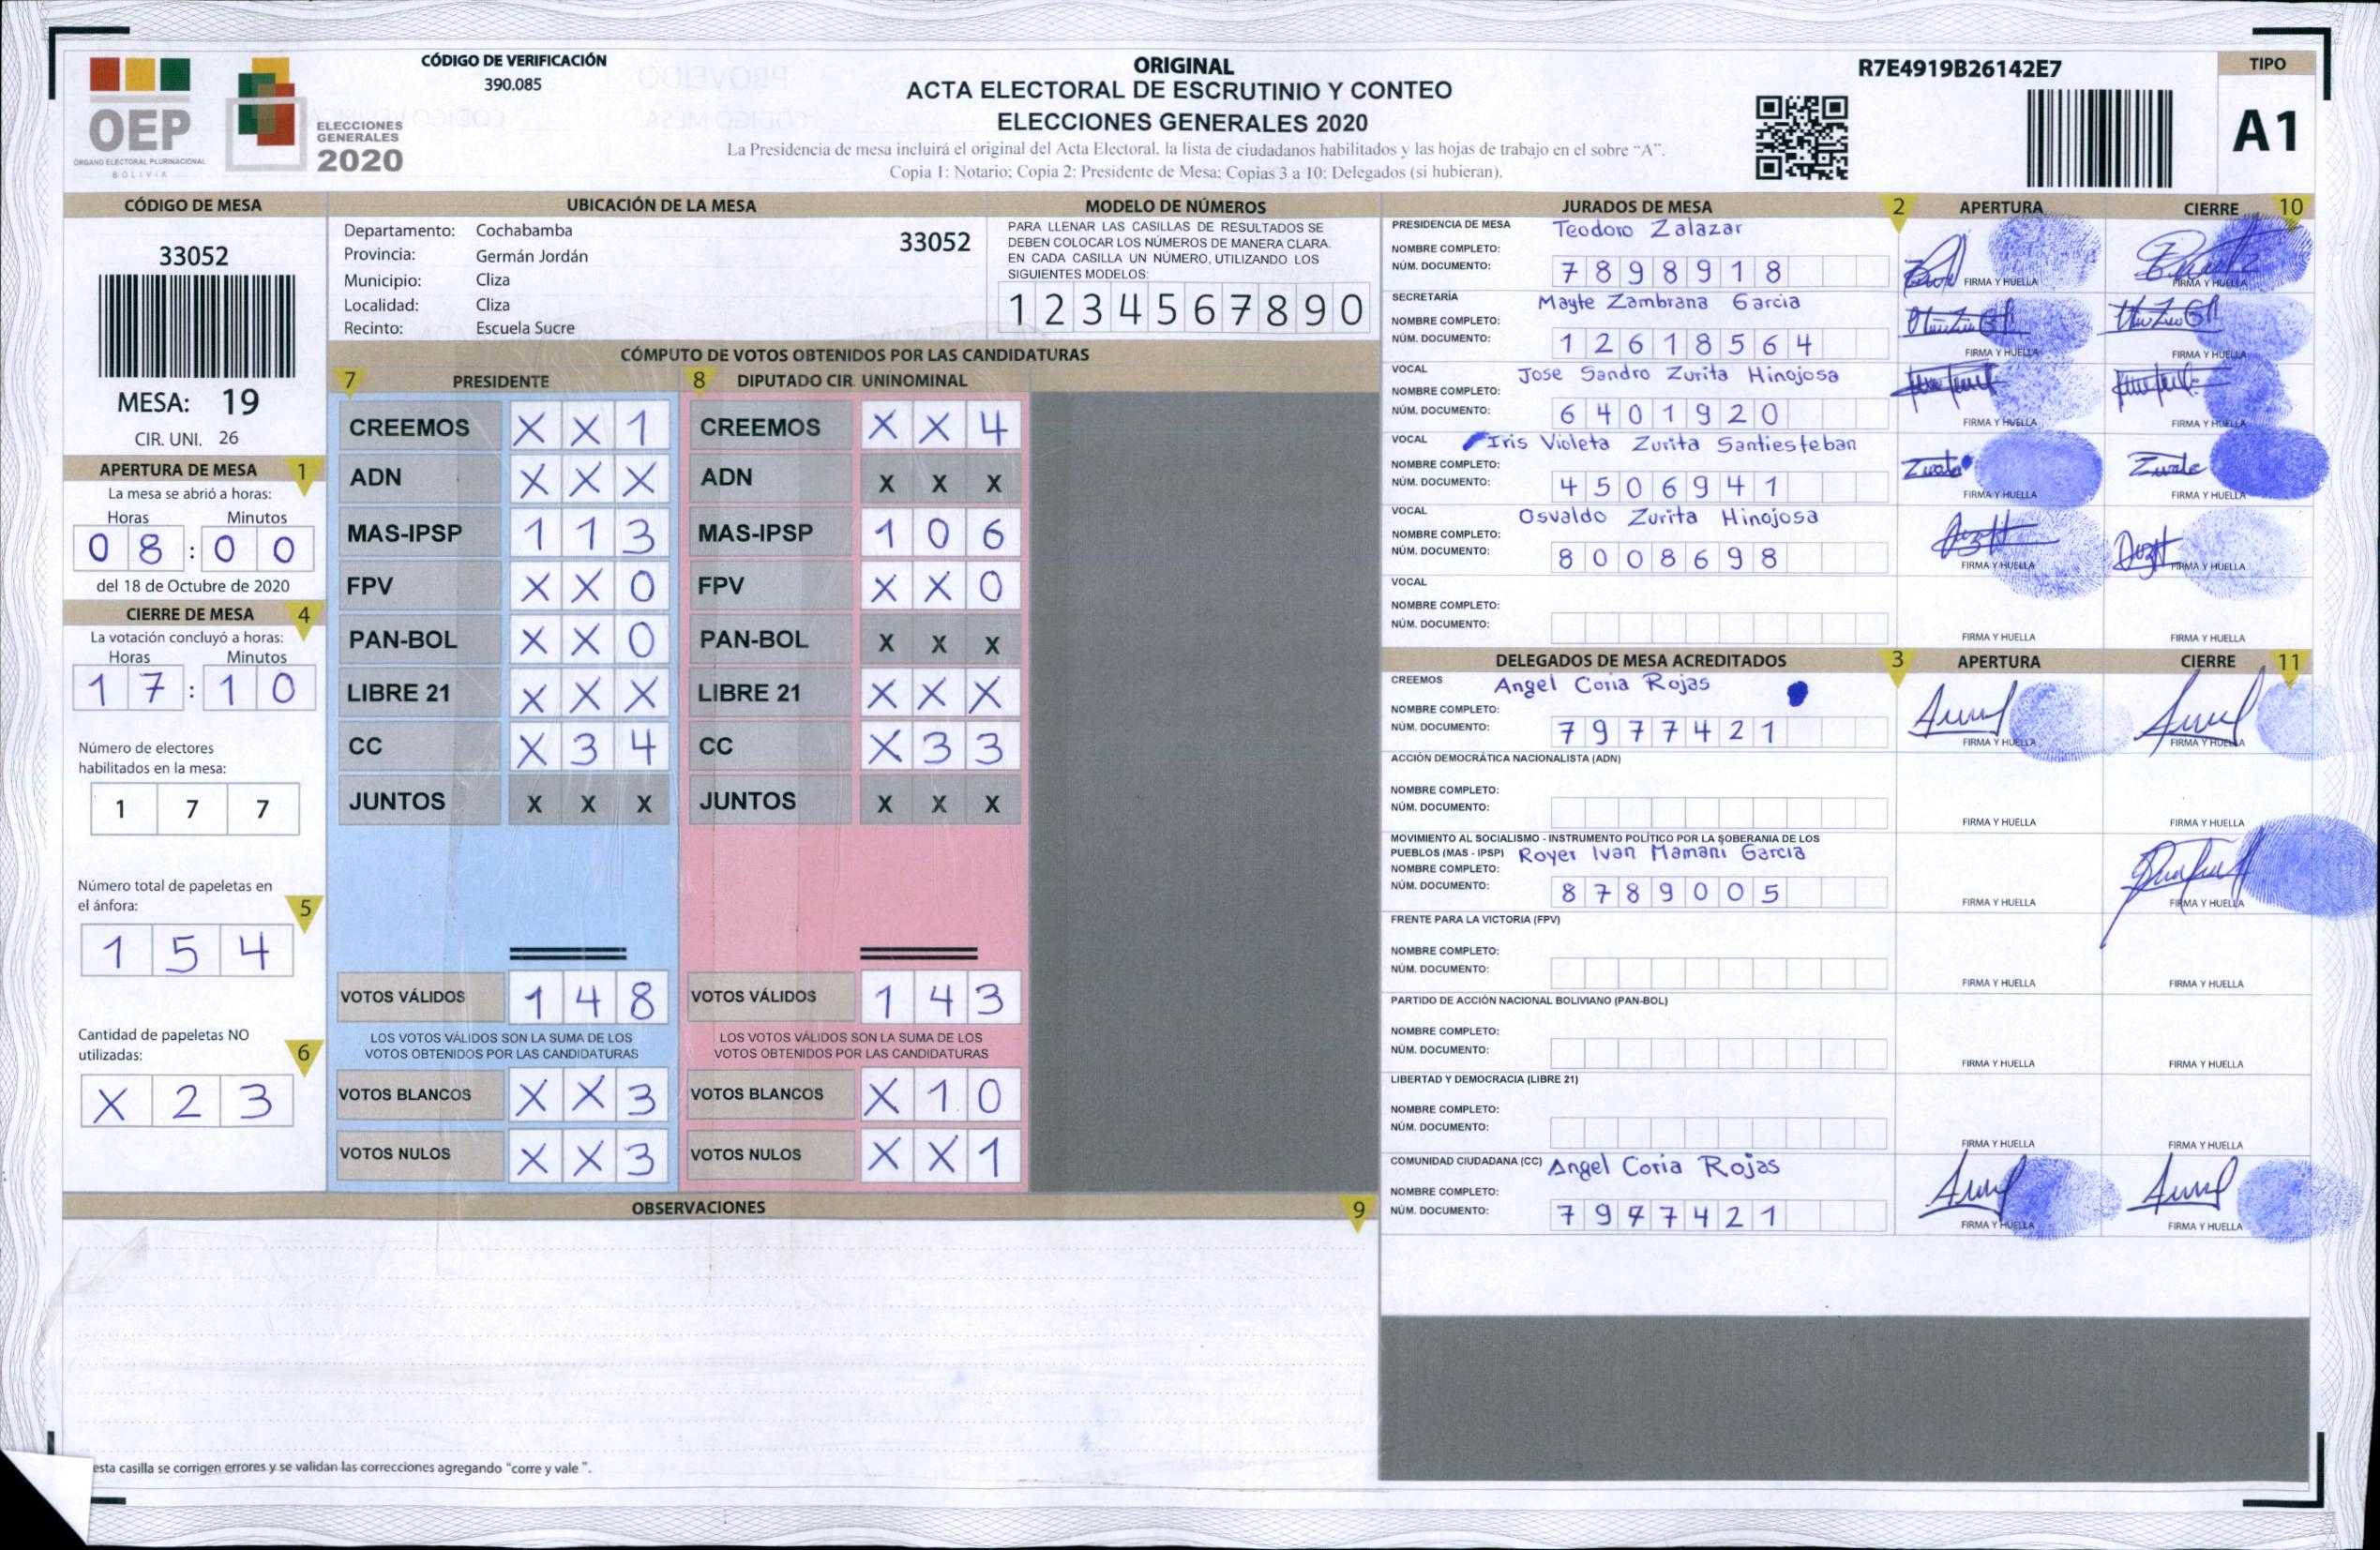 CÓDIGO DE VERIFICACIÓN
390.085
OEP
ÓRGANO ELECTORAL PLURINACIONAL
BOLIVIA
ELECCIONES
GENERALES
2020
ORIGINAL
ACTA ELECTORAL DE ESCRUTINIO Y CONTEO
ELECCIONES GENERALES 2020
La Presidencia de mesa incluirá el original del Acta Electoral, la lista de ciudadanos habilitados y las hojas de trabajo en el sobre "A".
Copia 1: Notario; Copia 2: Presidente de Mesa; Copias 3 a 10: Delegados (si hubieran).
R7E4919B26142E7
TIPO
A1
CÓDIGO DE MESA
33052
MESA: 19
CIR. UNI. 26
APERTURA DE MESA 1
La mesa se abrió a horas:
Horas Minutos
0 8 : 0 0
del 18 de Octubre de 2020
CIERRE DE MESA 4
La votación concluyó a horas:
Horas Minutos
1 7 : 1 0
Número de electores
habilitados en la mesa:
1 7 7
Número total de papeletas en
el ánfora: 5
1 5 4
Cantidad de papeletas NO
utilizadas: 6
X 2 3
UBICACIÓN DE LA MESA
Departamento: Cochabamba
33052
Provincia: Germán Jordán
Municipio: Cliza
Localidad: Cliza
Recinto: Escuela Sucre
MODELO DE NÚMEROS
PARA LLENAR LAS CASILLAS DE RESULTADOS SE
DEBEN COLOCAR LOS NÚMEROS DE MANERA CLARA.
EN CADA CASILLA UN NÚMERO, UTILIZANDO LOS
SIGUIENTES MODELOS:
1 2 3 4 5 6 7 8 9 0
CÓMPUTO DE VOTOS OBTENIDOS POR LAS CANDIDATURAS
7 PRESIDENTE
CREEMOS X X 1
ADN X X X
MAS-IPSP 1 1 3
FPV X X 0
PAN-BOL X X 0
LIBRE 21 X X X
CC X 3 4
JUNTOS X X X
VOTOS VÁLIDOS 1 4 8
LOS VOTOS VÁLIDOS SON LA SUMA DE LOS
VOTOS OBTENIDOS POR LAS CANDIDATURAS
VOTOS BLANCOS X X 3
VOTOS NULOS X X 3
8 DIPUTADO CIR. UNINOMINAL
CREEMOS X X 4
ADN X X X
MAS-IPSP 1 0 6
FPV X X 0
PAN-BOL X X X
LIBRE 21 X X X
CC X 3 3
JUNTOS X X X
VOTOS VÁLIDOS 1 4 3
LOS VOTOS VÁLIDOS SON LA SUMA DE LOS
VOTOS OBTENIDOS POR LAS CANDIDATURAS
VOTOS BLANCOS X 1 0
VOTOS NULOS X X 1
OBSERVACIONES 9
esta casilla se corrigen errores y se validan las correcciones agregando "corre y vale ".
JURADOS DE MESA 2 APERTURA CIERRE 10
PRESIDENCIA DE MESA Teodoro Zalazar
NOMBRE COMPLETO:
NÚM. DOCUMENTO: 7 8 9 8 9 1 8
FIRMA Y HUELLA FIRMA Y HUELLA
SECRETARÍA Mayte Zambrana Garcia
NOMBRE COMPLETO:
NÚM. DOCUMENTO: 1 2 6 1 8 5 6 4
FIRMA Y HUELLA FIRMA Y HUELLA
VOCAL Jose Sandro Zurita Hinojosa
NOMBRE COMPLETO:
NÚM. DOCUMENTO: 6 4 0 1 9 2 0
FIRMA Y HUELLA FIRMA Y HUELLA
VOCAL Iris Violeta Zurita Santiesteban
NOMBRE COMPLETO:
NÚM. DOCUMENTO: 4 5 0 6 9 4 1
FIRMA Y HUELLA FIRMA Y HUELLA
VOCAL Osvaldo Zurita Hinojosa
NOMBRE COMPLETO:
NÚM. DOCUMENTO: 8 0 0 8 6 9 8
FIRMA Y HUELLA FIRMA Y HUELLA
VOCAL
NOMBRE COMPLETO:
NÚM. DOCUMENTO:
FIRMA Y HUELLA FIRMA Y HUELLA
DELEGADOS DE MESA ACREDITADOS 3 APERTURA CIERRE 11
CREEMOS Angel Coria Rojas
NOMBRE COMPLETO:
NÚM. DOCUMENTO: 7 9 7 7 4 2 1
FIRMA Y HUELLA FIRMA Y HUELLA
ACCIÓN DEMOCRÁTICA NACIONALISTA (ADN)
NOMBRE COMPLETO:
NÚM. DOCUMENTO:
FIRMA Y HUELLA FIRMA Y HUELLA
MOVIMIENTO AL SOCIALISMO - INSTRUMENTO POLÍTICO POR LA SOBERANIA DE LOS
PUEBLOS (MAS - IPSP) Royer Ivan Mamani Garcia
NOMBRE COMPLETO:
NÚM. DOCUMENTO: 8 7 8 9 0 0 5
FIRMA Y HUELLA FIRMA Y HUELLA
FRENTE PARA LA VICTORIA (FPV)
NOMBRE COMPLETO:
NÚM. DOCUMENTO:
FIRMA Y HUELLA FIRMA Y HUELLA
PARTIDO DE ACCIÓN NACIONAL BOLIVIANO (PAN-BOL)
NOMBRE COMPLETO:
NÚM. DOCUMENTO:
FIRMA Y HUELLA FIRMA Y HUELLA
LIBERTAD Y DEMOCRACIA (LIBRE 21)
NOMBRE COMPLETO:
NÚM. DOCUMENTO:
FIRMA Y HUELLA FIRMA Y HUELLA
COMUNIDAD CIUDADANA (CC) Angel Coria Rojas
NOMBRE COMPLETO:
NÚM. DOCUMENTO: 7 9 7 7 4 2 1
FIRMA Y HUELLA FIRMA Y HUELLA